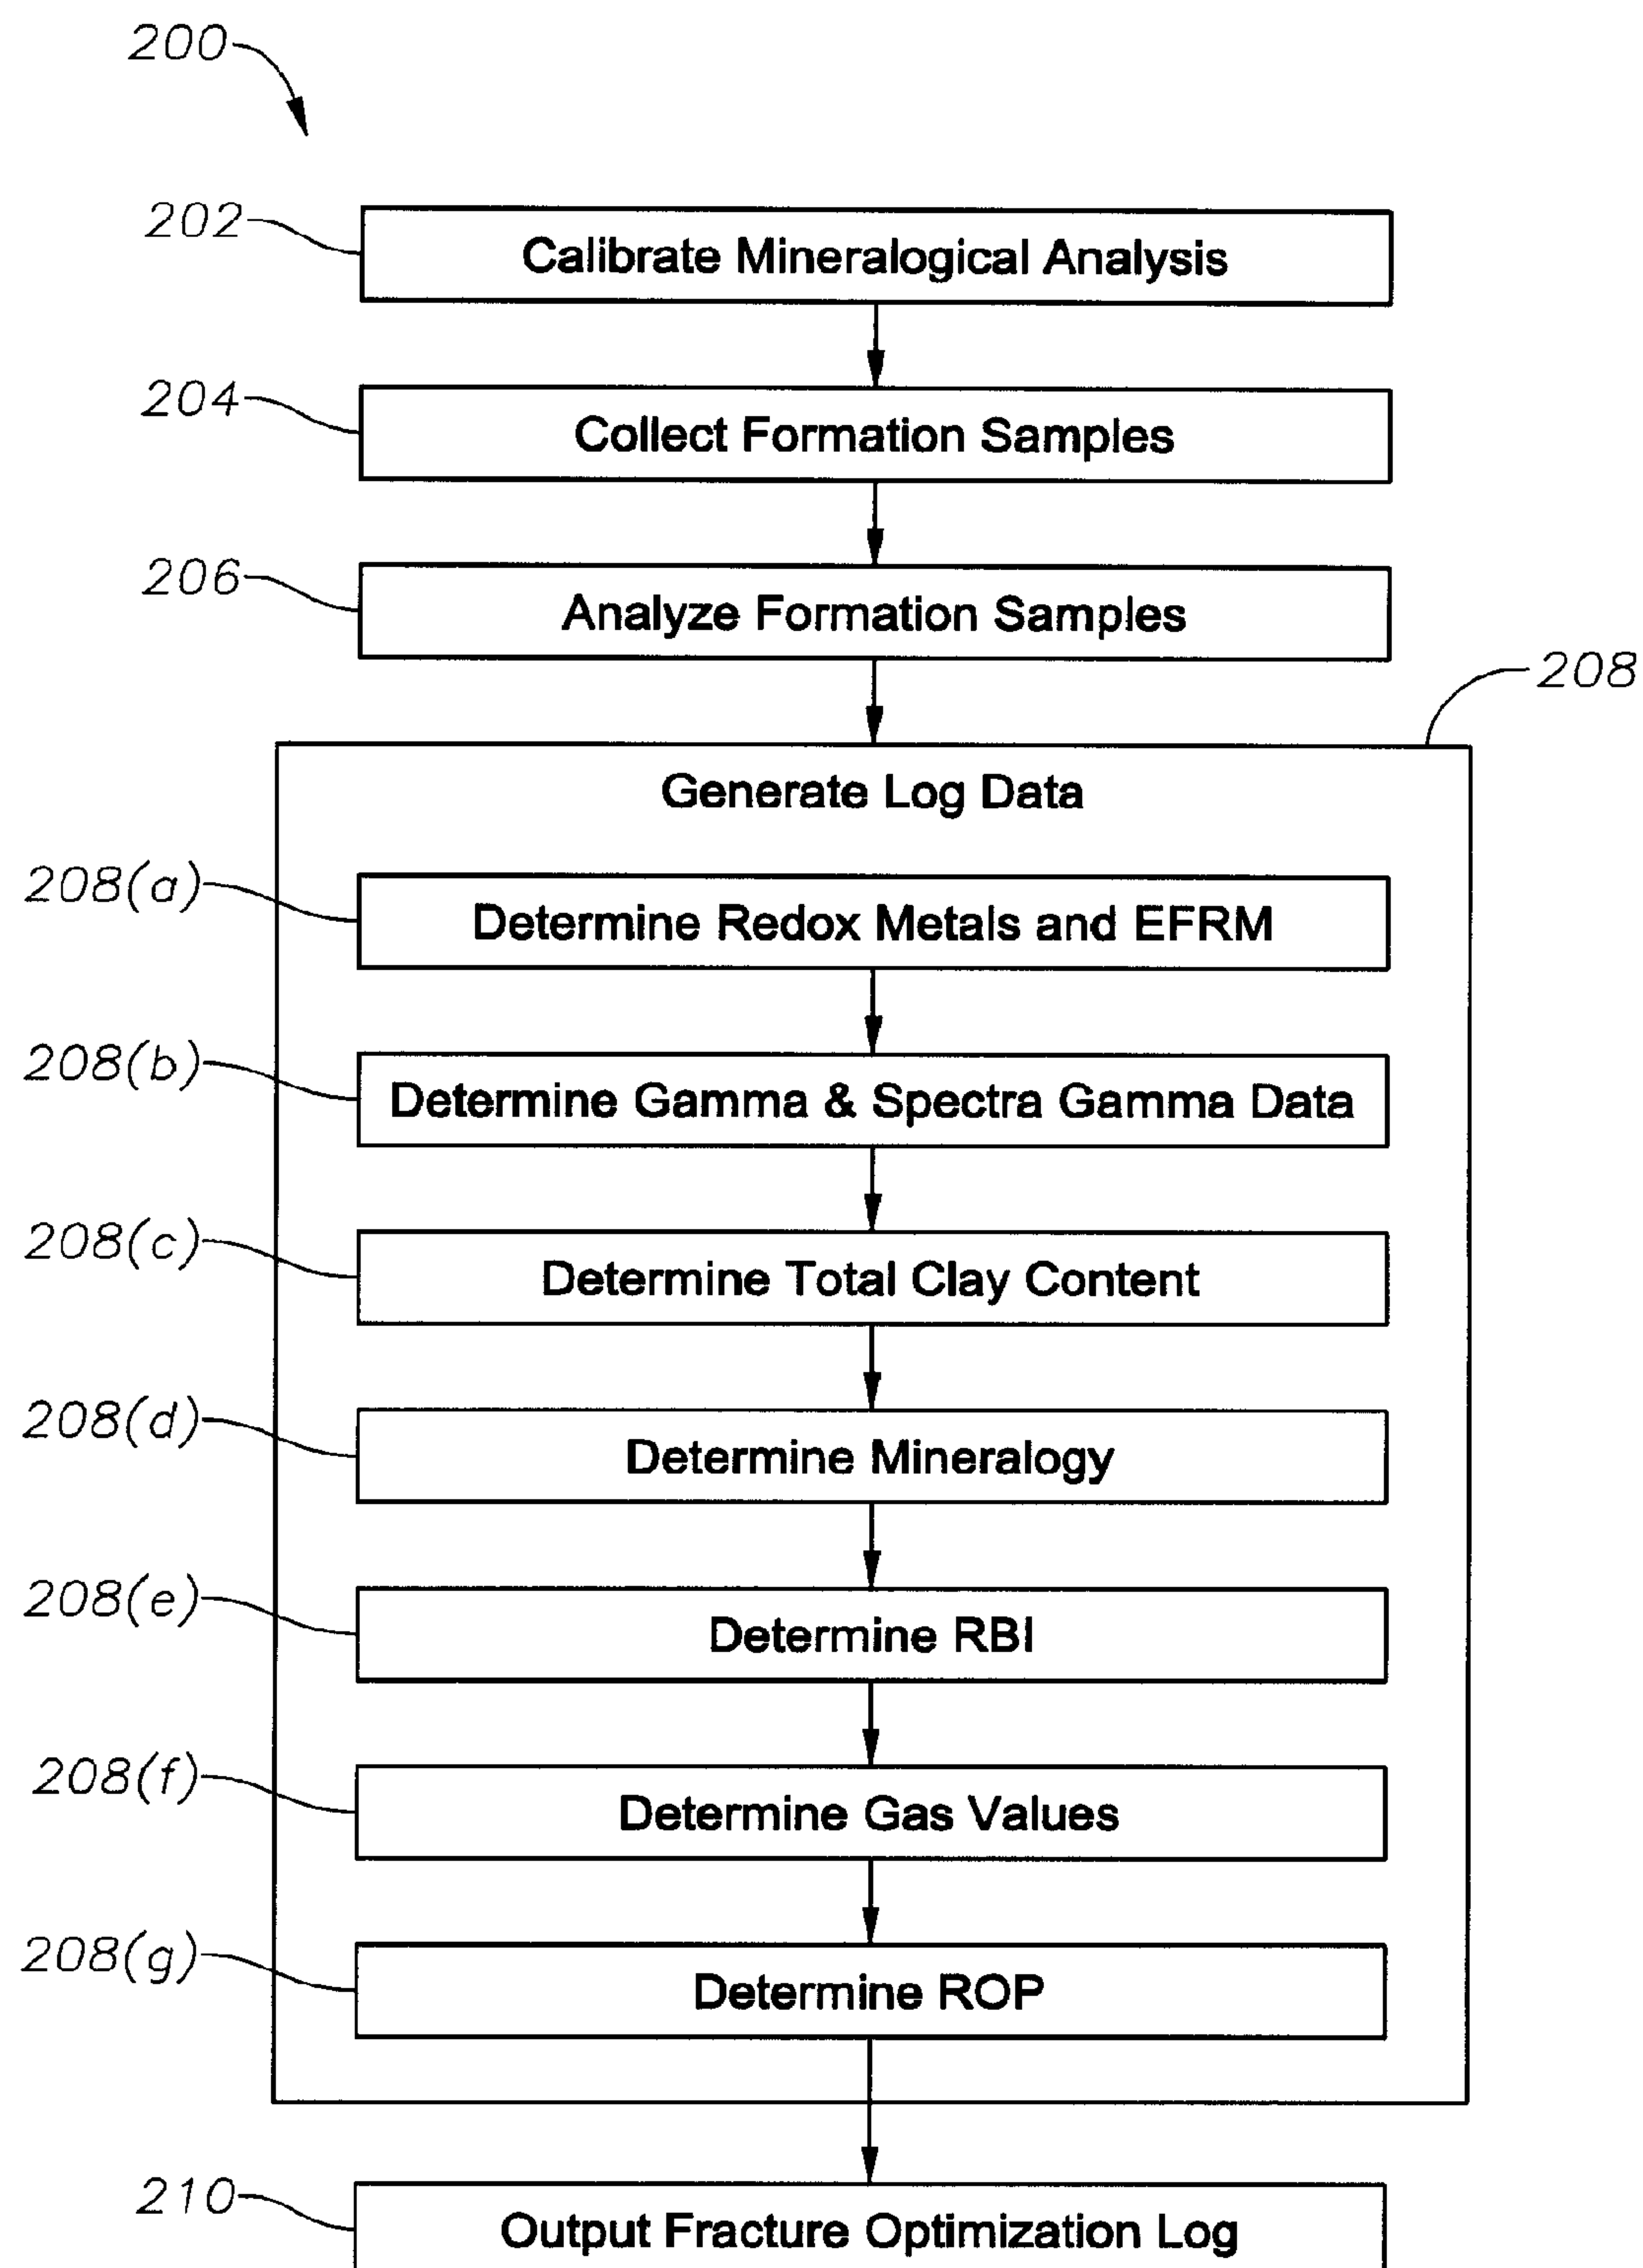 200
202
Calibrate Mineralogical Analysis
204
Collect Formation Samples
206
Analyze Formation Samples
208
Generate Log Data
208(a)
Determine Redox Metals and EFRM
208(b)
Determine Gamma & Spectra Gamma Data
208(c)
Determine Total Clay Content
208(d)
Determine Mineralogy
208(e)
Determine RBI
208(f)
Determine Gas Values
208(g)
Determine ROP
210
Output Fracture Optimization Log